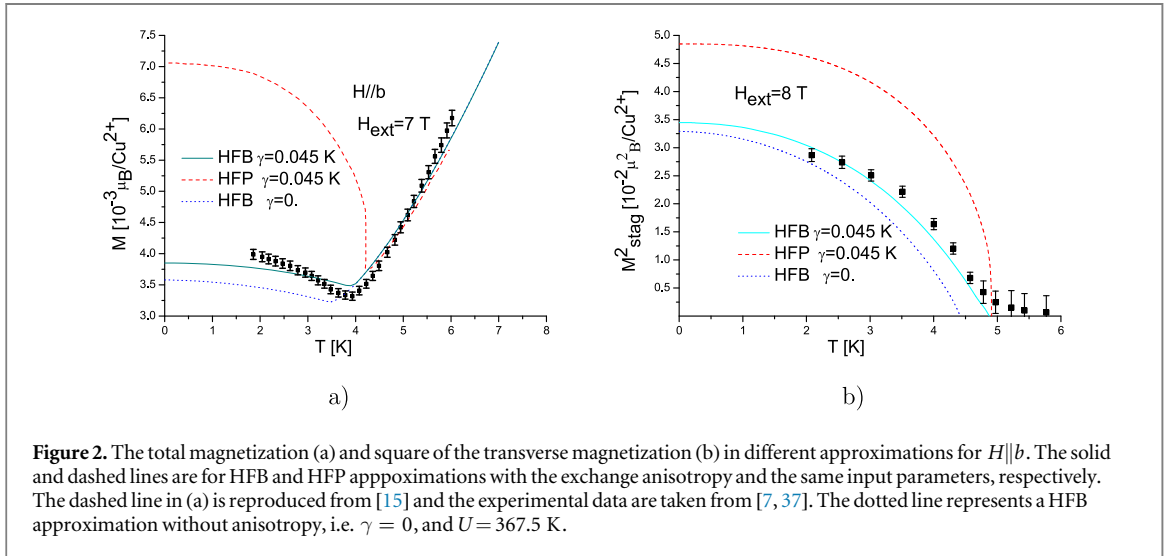 7.5
7.0
6.5
6.0
5.5
5.0
4.5
4.0
3.5
3,0
M [10⁻³ μB/Cu²⁺]
H//b
Hext=7 T
HFB γ=0.045 K
HFP γ=0.045 K
HFB γ=0.
0 1 2 3 4 5 6 7 8
T [K]
a)
5.0
4.5
4.0
3.5
3.0
2.5
2.0
1.5
1.0
0.5
M²stag [10⁻² μ²B/Cu²⁺]
Hext=8 T
HFB γ=0.045 K
HFP γ=0.045 K
HFB γ=0.
0 1 2 3 4 5 6
T [K]
b)
Figure 2. The total magnetization (a) and square of the transverse magnetization (b) in different approximations for H||b. The solid
and dashed lines are for HFB and HFP apppoximations with the exchange anisotropy and the same input parameters, respectively.
The dashed line in (a) is reproduced from [15] and the experimental data are taken from [7, 37]. The dotted line represents a HFB
approximation without anisotropy, i.e. γ = 0, and U = 367.5 K.